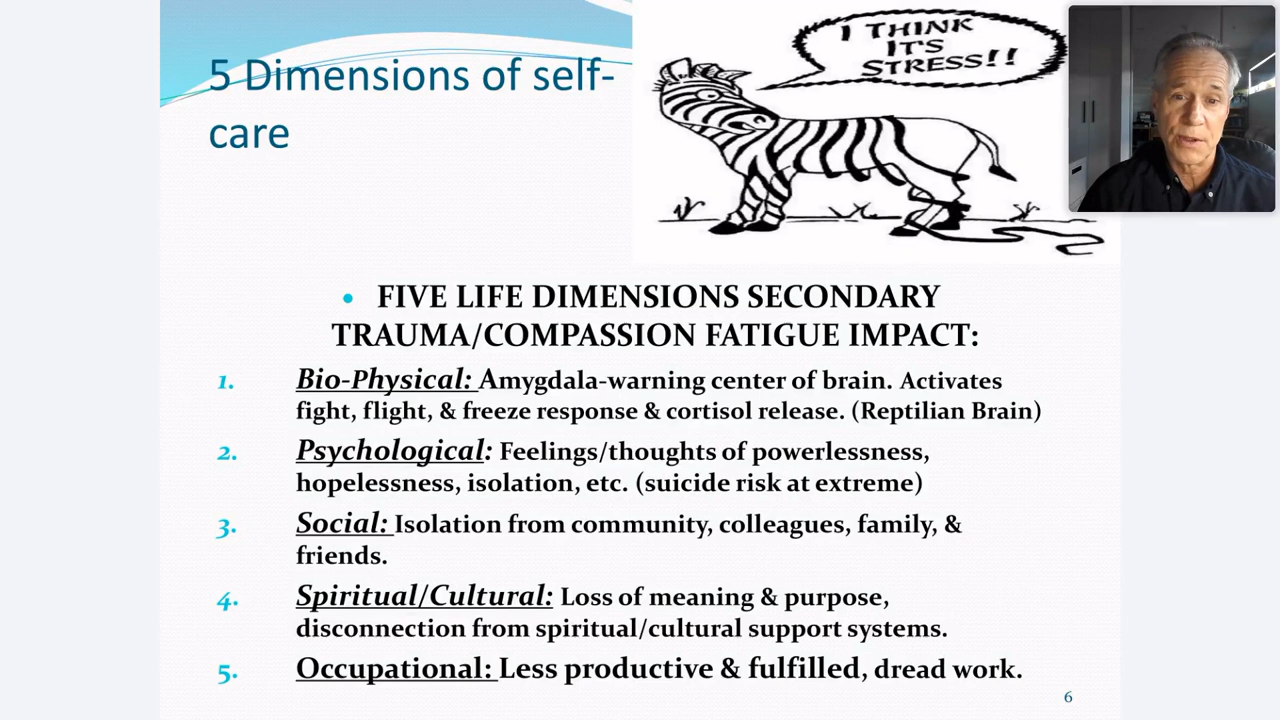 5 Dimensions of self-
care
I THINK
IT'S
STRESS!!
• FIVE LIFE DIMENSIONS SECONDARY
TRAUMA/COMPASSION FATIGUE IMPACT:
1. Bio-Physical: Amygdala-warning center of brain. Activates
fight, flight, & freeze response & cortisol release. (Reptilian Brain)
2. Psychological: Feelings/thoughts of powerlessness,
hopelessness, isolation, etc. (suicide risk at extreme)
3. Social: Isolation from community, colleagues, family, &
friends.
4. Spiritual/Cultural: Loss of meaning & purpose,
disconnection from spiritual/cultural support systems.
5. Occupational: Less productive & fulfilled, dread work.
6